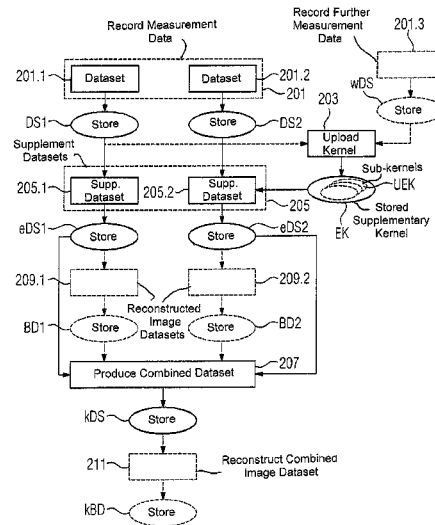 Record Measurement
Data
Record Further
Measurement
Data
201.3
201.1
Dataset
Dataset
201.2
201
wDS
DS1
Store
Store
DS2
203
Store
Supplement
Datasets
Upload
Kernel
Sub-kernels
UEK
205.1
Supp.
Dataset
205.2
Supp.
Dataset
205
Stored
Supplementary
Kernel
EK
eDS1
Store
Store
eDS2
209.1
209.2
Reconstructed
Image
Datasets
BD1
Store
Store
BD2
207
Produce Combined Dataset
kDS
Store
211
Reconstruct Combined
Image Dataset
kBD
Store